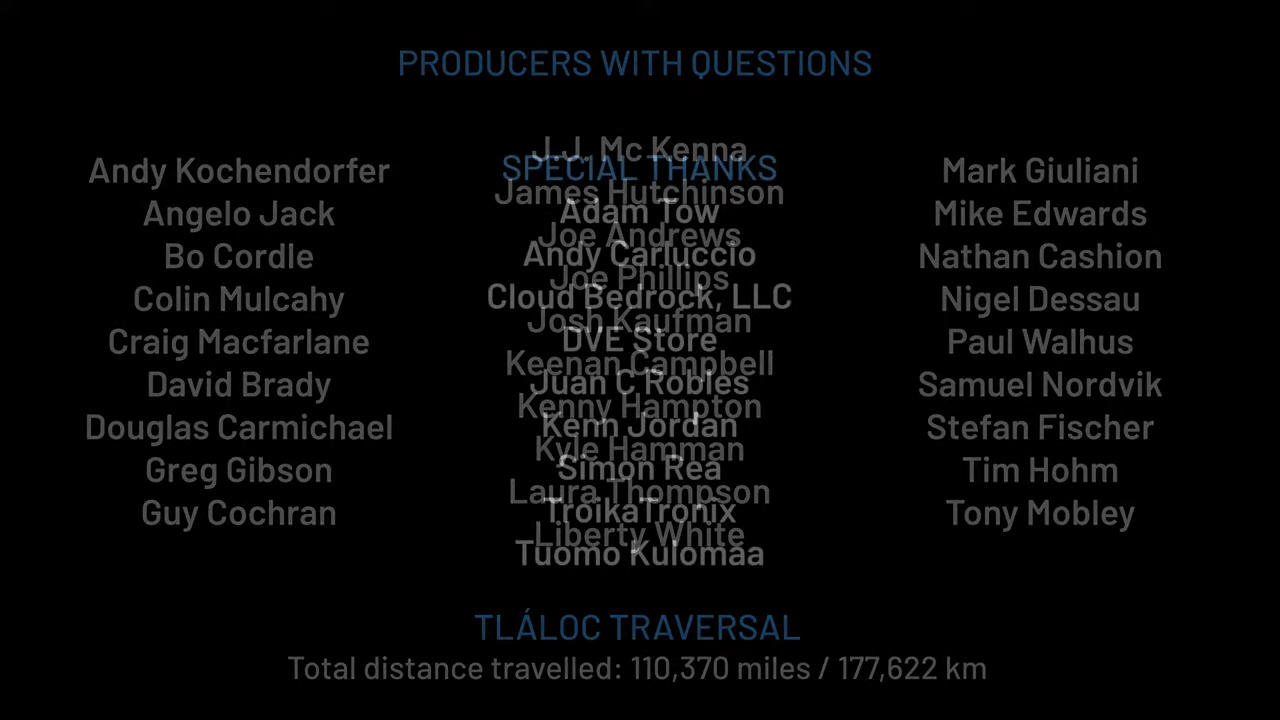 PRODUCERS WITH QUESTIONS
Andy Kochendorfer
Angelo Jack
Bo Cordle
Colin Mulcahy
Craig Macfarlane
David Brady
Douglas Carmichael
Greg Gibson
Guy Cochran
J.J. Mc Kenna
James Hutchinson
Joe Andrews
Joe Phillips
Josh Kaufman
Keenan Campbell
Kenny Hampton
Kyle Hamman
Laura Thompson
Liberty White
Mark Giuliani
Mike Edwards
Nathan Cashion
Nigel Dessau
Paul Walhus
Samuel Nordvik
Stefan Fischer
Tim Hohm
Tony Mobley
SPECIAL THANKS
Adam Tow
Andy Carluccio
Cloud Bedrock, LLC
DVE Store
Juan C Robles
Kenn Jordan
Simon Rea
TroikaTronix
Tuomo Kulomaa
TLÁLOC TRAVERSAL
Total distance travelled: 110,370 miles / 177,622 km